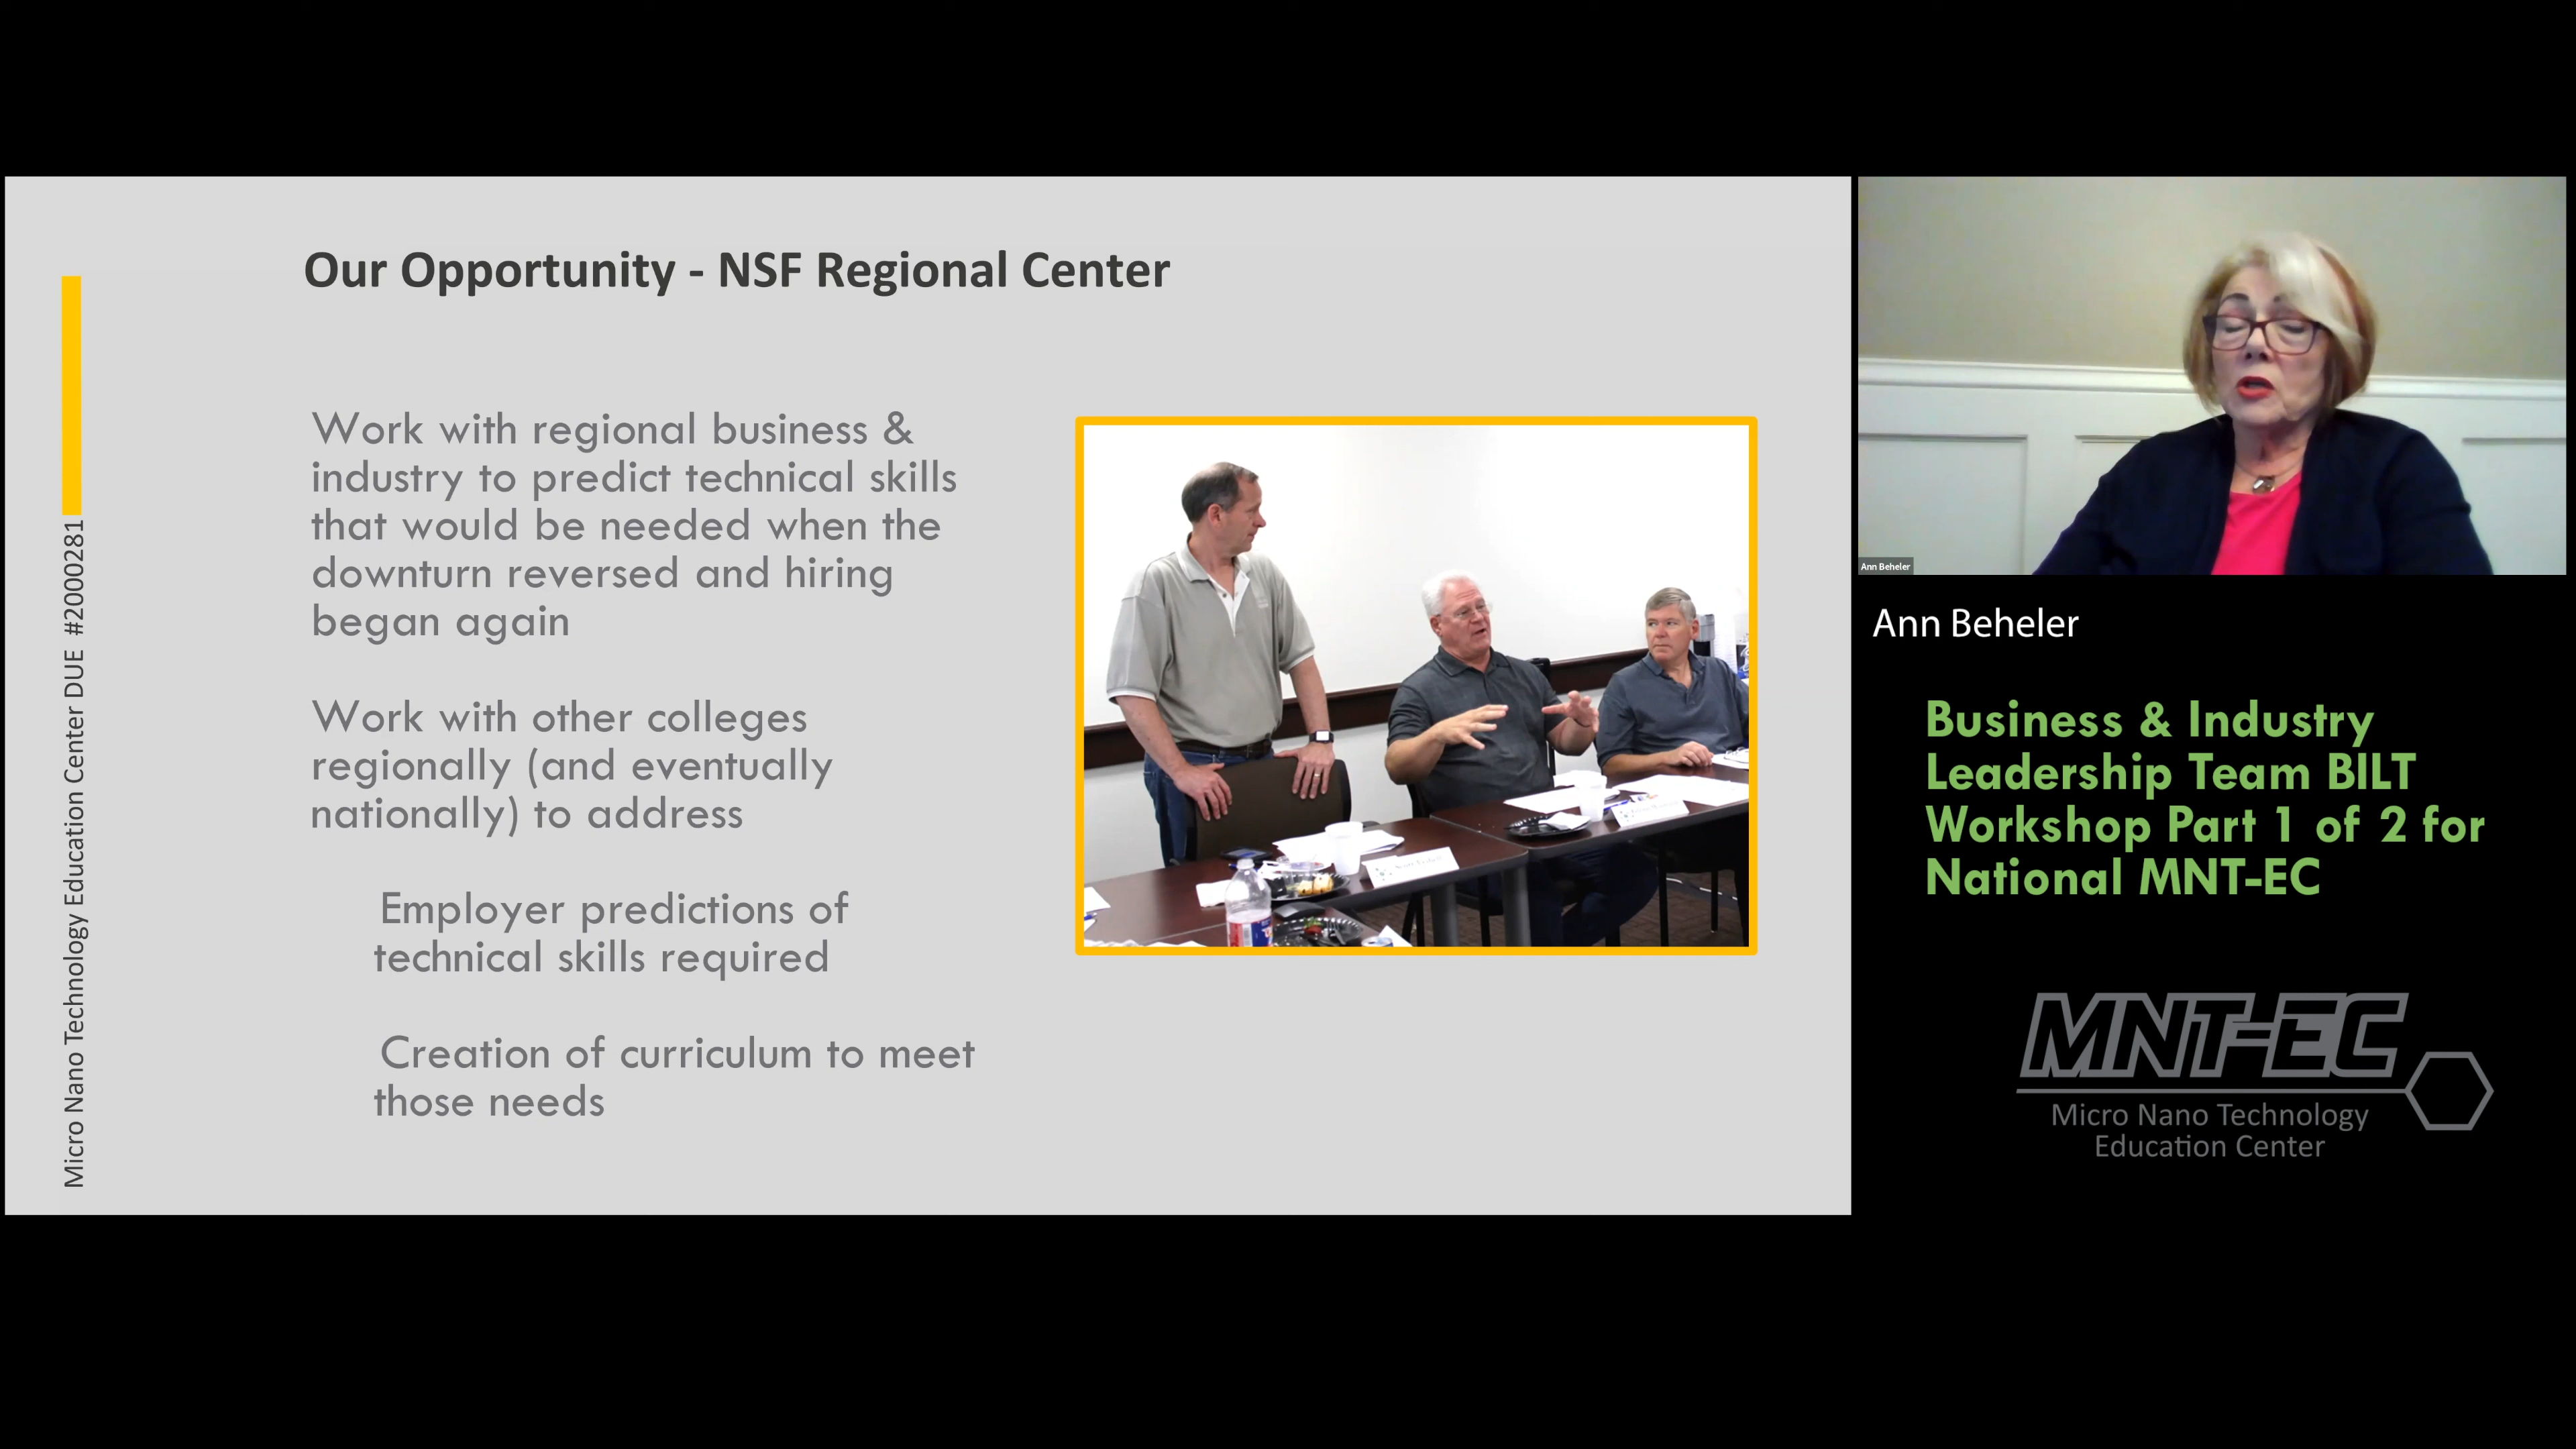 Our Opportunity - NSF Regional Center
Work with regional business &
industry to predict technical skills
that would be needed when the
downturn reversed and hiring
began again
Work with other colleges
regionally (and eventually
nationally) to address
Employer predictions of
technical skills required
Creation of curriculum to meet
those needs
Micro Nano Technology Education Center DUE #2000281
Ann Beheler
Ann Beheler
Business & Industry
Leadership Team BILT
Workshop Part 1 of 2 for
National MNT-EC
MNT-EC
Micro Nano Technology
Education Center